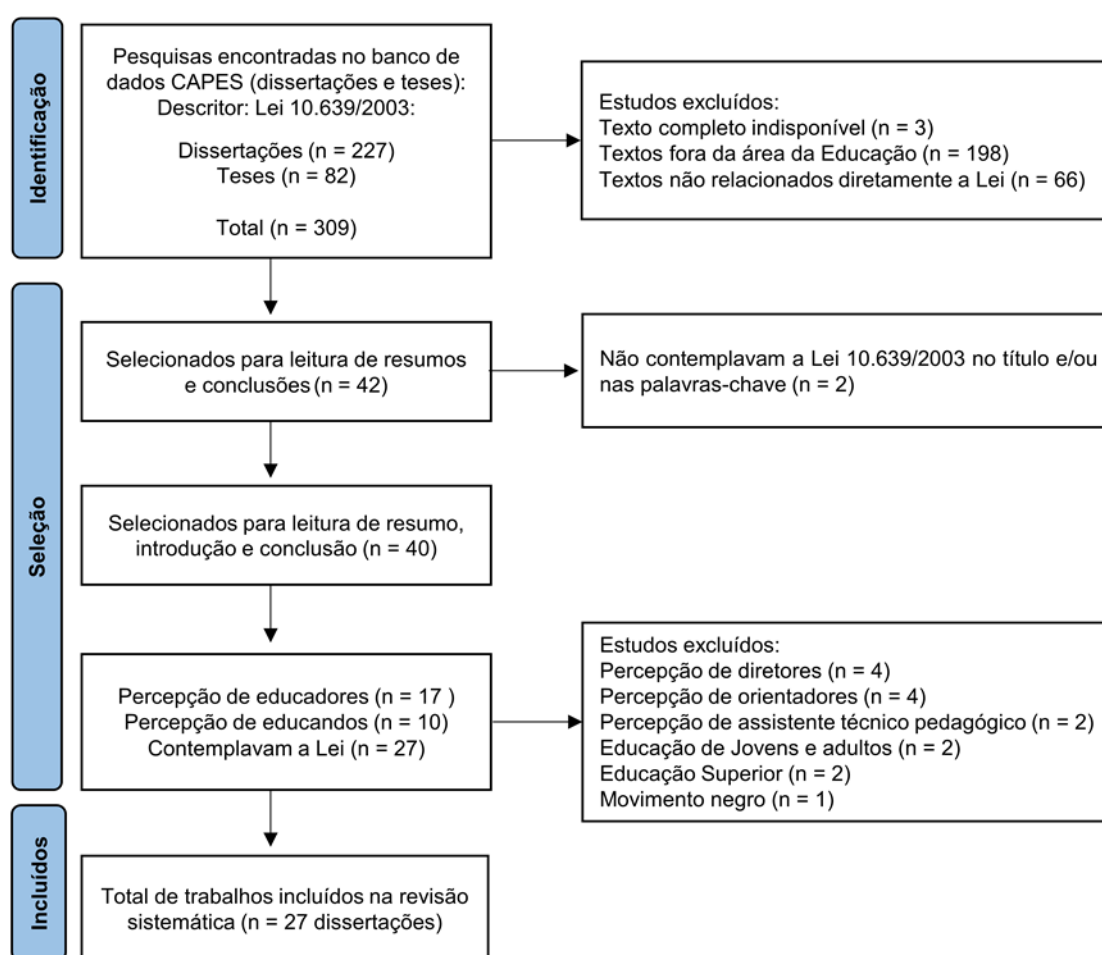 Identificação
Pesquisas encontradas no banco de
dados CAPES (dissertações e teses):
Descritor: Lei 10.639/2003:
Dissertações (n = 227)
Teses (n = 82)
Total (n = 309)
Estudos excluídos:
Texto completo indisponível (n = 3)
Textos fora da área da Educação (n = 198)
Textos não relacionados diretamente a Lei (n = 66)
Seleção
Selecionados para leitura de resumos
e conclusões (n = 42)
Não contemplavam a Lei 10.639/2003 no título e/ou
nas palavras-chave (n = 2)
Selecionados para leitura de resumo,
introdução e conclusão (n = 40)
Percepção de educadores (n = 17 )
Percepção de educandos (n = 10)
Contemplavam a Lei (n = 27)
Estudos excluídos:
Percepção de diretores (n = 4)
Percepção de orientadores (n = 4)
Percepção de assistente técnico pedagógico (n = 2)
Educação de Jovens e adultos (n = 2)
Educação Superior (n = 2)
Movimento negro (n = 1)
Incluídos
Total de trabalhos incluídos na revisão
sistemática (n = 27 dissertações)